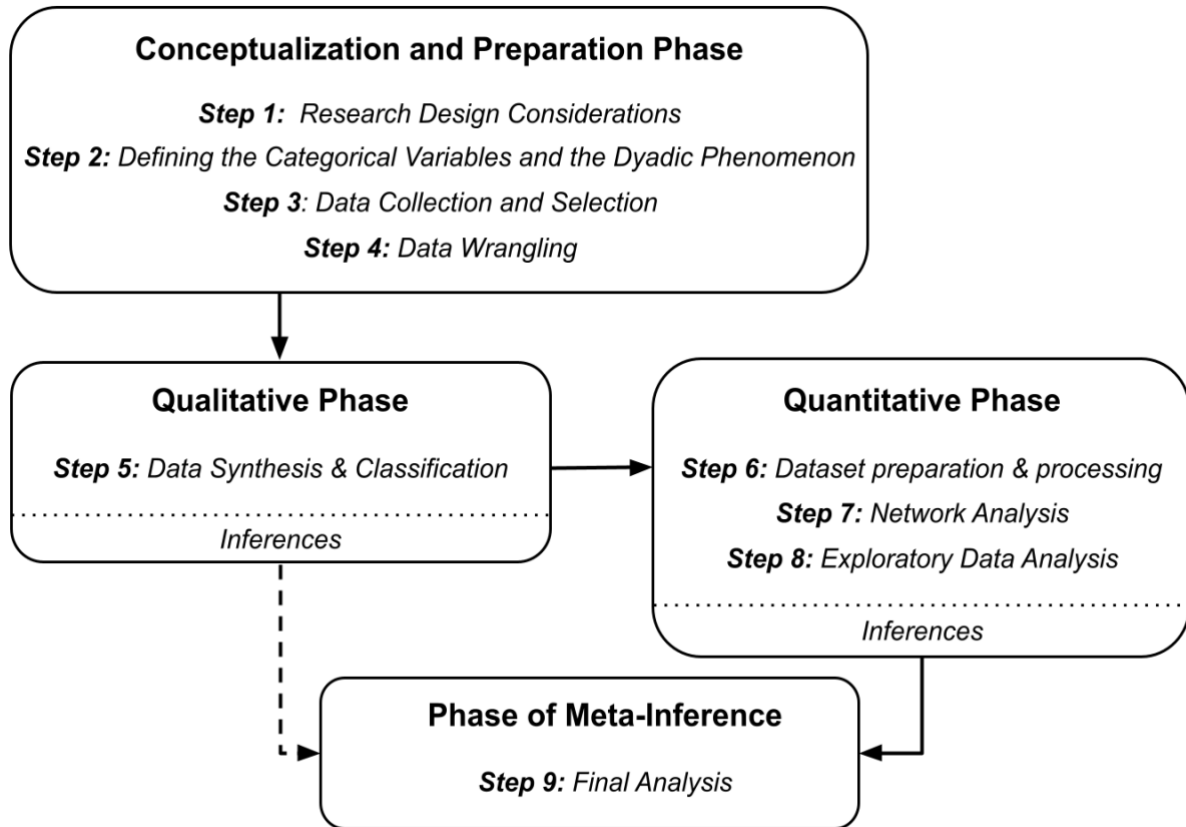 Conceptualization and Preparation Phase
Step 1: Research Design Considerations
Step 2: Defining the Categorical Variables and the Dyadic Phenomenon
Step 3: Data Collection and Selection
Step 4: Data Wrangling
Qualitative Phase
Step 5: Data Synthesis & Classification
Inferences
Quantitative Phase
Step 6: Dataset preparation & processing
Step 7: Network Analysis
Step 8: Exploratory Data Analysis
Inferences
Phase of Meta-Inference
Step 9: Final Analysis